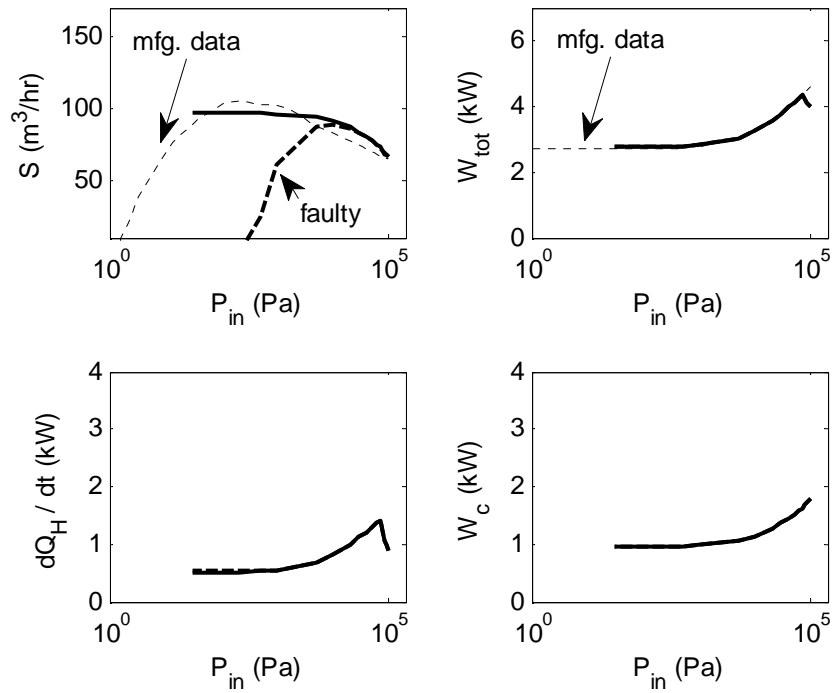 150
100
50
S (m³/hr)
mfg. data
faulty
10⁰
10⁵
P_in (Pa)
6
4
2
0
W_tot (kW)
mfg. data
10⁰
10⁵
P_in (Pa)
4
3
2
1
0
dQ_H / dt (kW)
10⁰
10⁵
P_in (Pa)
4
3
2
1
0
W_c (kW)
10⁰
10⁵
P_in (Pa)